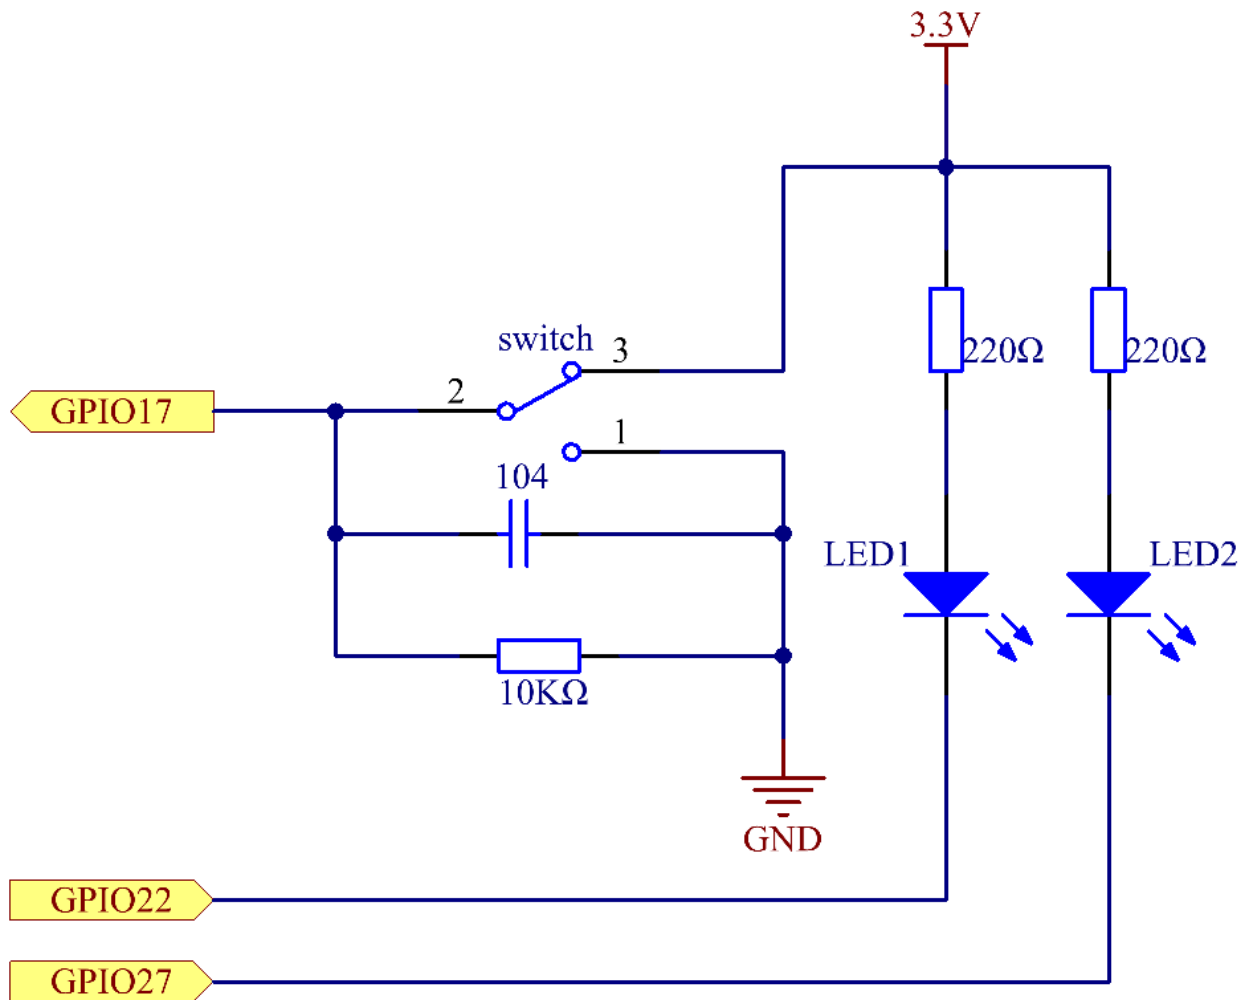 3.3V
switch
3
220Ω
220Ω
2
GPIO17
1
104
LED1
LED2
10KΩ
GND
GPIO22
GPIO27